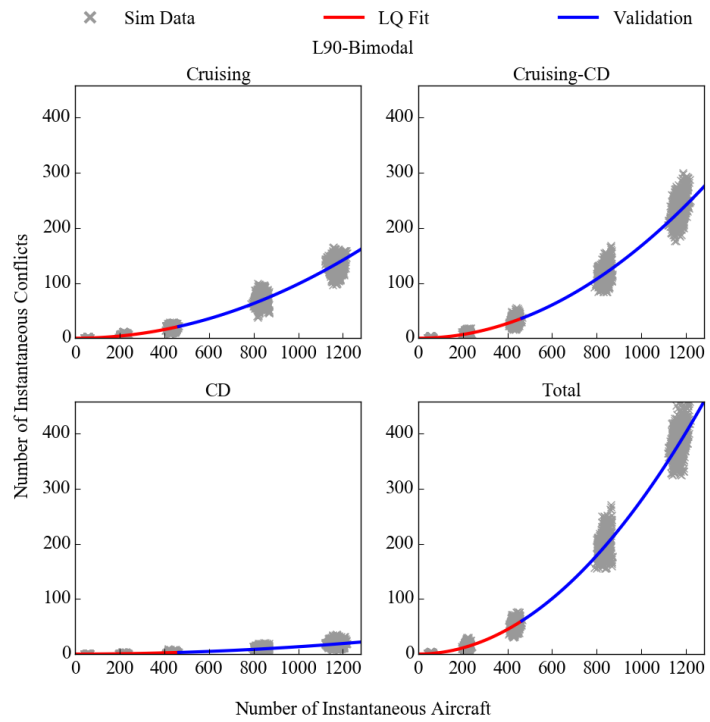 Sim Data LQ Fit Validation
L90-Bimodal
Cruising Cruising-CD
400 400
300 300
200 200
100 100
0 0
0 200 400 600 800 1000 1200 0 200 400 600 800 1000 1200
Number of Instantaneous Conflicts
CD Total
400 400
300 300
200 200
100 100
0 0
0 200 400 600 800 1000 1200 0 200 400 600 800 1000 1200
Number of Instantaneous Aircraft